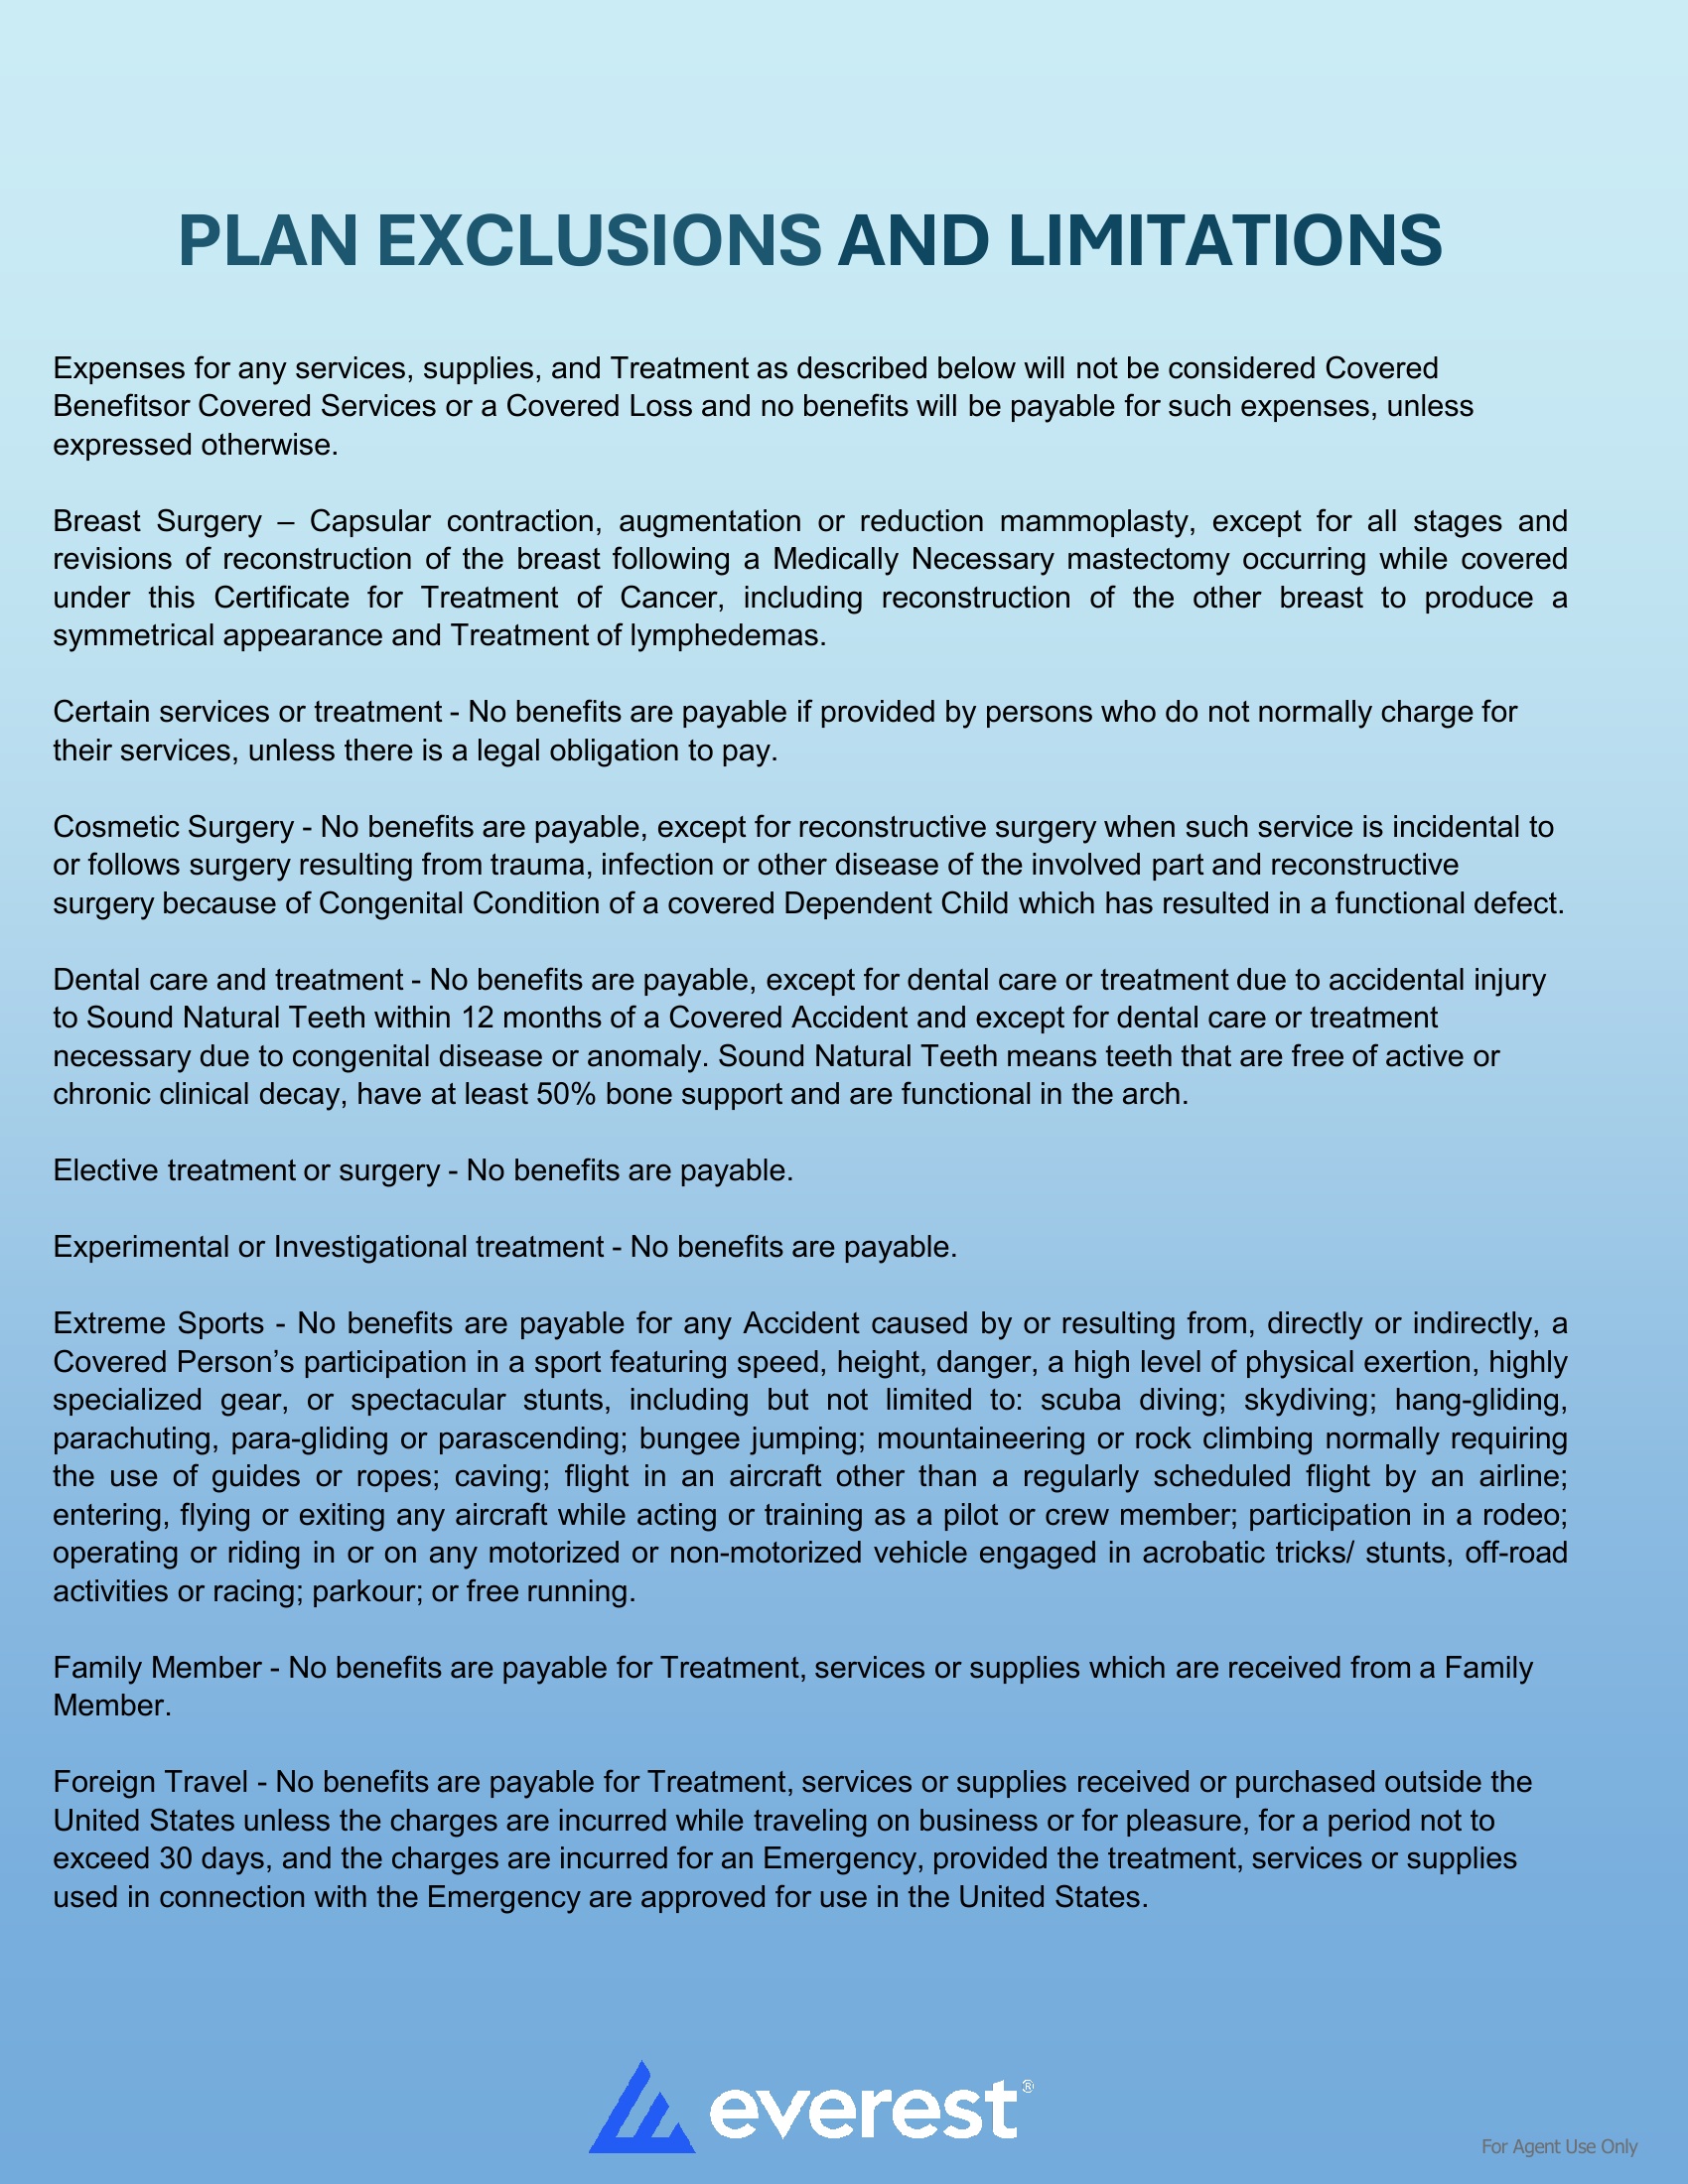 PLAN EXCLUSIONS AND LIMITATIONS
Expenses for any services, supplies, and Treatment as described below will not be considered Covered
Benefitsor Covered Services or a Covered Loss and no benefits will be payable for such expenses, unless
expressed otherwise.
Breast Surgery – Capsular contraction, augmentation or reduction mammoplasty, except for all stages and
revisions of reconstruction of the breast following a Medically Necessary mastectomy occurring while covered
under this Certificate for Treatment of Cancer, including reconstruction of the other breast to produce a
symmetrical appearance and Treatment of lymphedemas.
Certain services or treatment - No benefits are payable if provided by persons who do not normally charge for
their services, unless there is a legal obligation to pay.
Cosmetic Surgery - No benefits are payable, except for reconstructive surgery when such service is incidental to
or follows surgery resulting from trauma, infection or other disease of the involved part and reconstructive
surgery because of Congenital Condition of a covered Dependent Child which has resulted in a functional defect.
Dental care and treatment - No benefits are payable, except for dental care or treatment due to accidental injury
to Sound Natural Teeth within 12 months of a Covered Accident and except for dental care or treatment
necessary due to congenital disease or anomaly. Sound Natural Teeth means teeth that are free of active or
chronic clinical decay, have at least 50% bone support and are functional in the arch.
Elective treatment or surgery - No benefits are payable.
Experimental or Investigational treatment - No benefits are payable.
Extreme Sports - No benefits are payable for any Accident caused by or resulting from, directly or indirectly, a
Covered Person’s participation in a sport featuring speed, height, danger, a high level of physical exertion, highly
specialized gear, or spectacular stunts, including but not limited to: scuba diving; skydiving; hang-gliding,
parachuting, para-gliding or parascending; bungee jumping; mountaineering or rock climbing normally requiring
the use of guides or ropes; caving; flight in an aircraft other than a regularly scheduled flight by an airline;
entering, flying or exiting any aircraft while acting or training as a pilot or crew member; participation in a rodeo;
operating or riding in or on any motorized or non-motorized vehicle engaged in acrobatic tricks/ stunts, off-road
activities or racing; parkour; or free running.
Family Member - No benefits are payable for Treatment, services or supplies which are received from a Family
Member.
Foreign Travel - No benefits are payable for Treatment, services or supplies received or purchased outside the
United States unless the charges are incurred while traveling on business or for pleasure, for a period not to
exceed 30 days, and the charges are incurred for an Emergency, provided the treatment, services or supplies
used in connection with the Emergency are approved for use in the United States.
everest®
For Agent Use Only